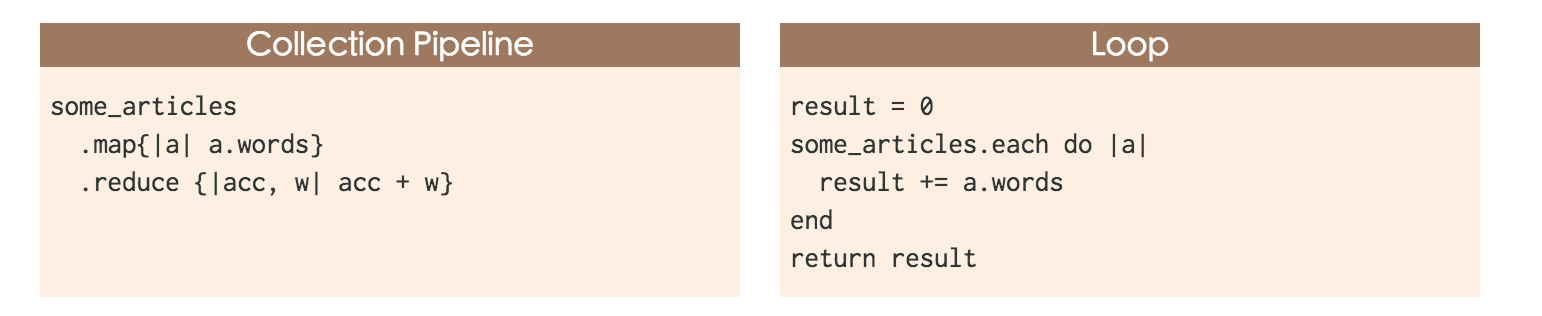 Collection Pipeline
some_articles
  .map{|a| a.words}
  .reduce {|acc, w| acc + w}
Loop
result = 0
some_articles.each do |a|
  result += a.words
end
return result